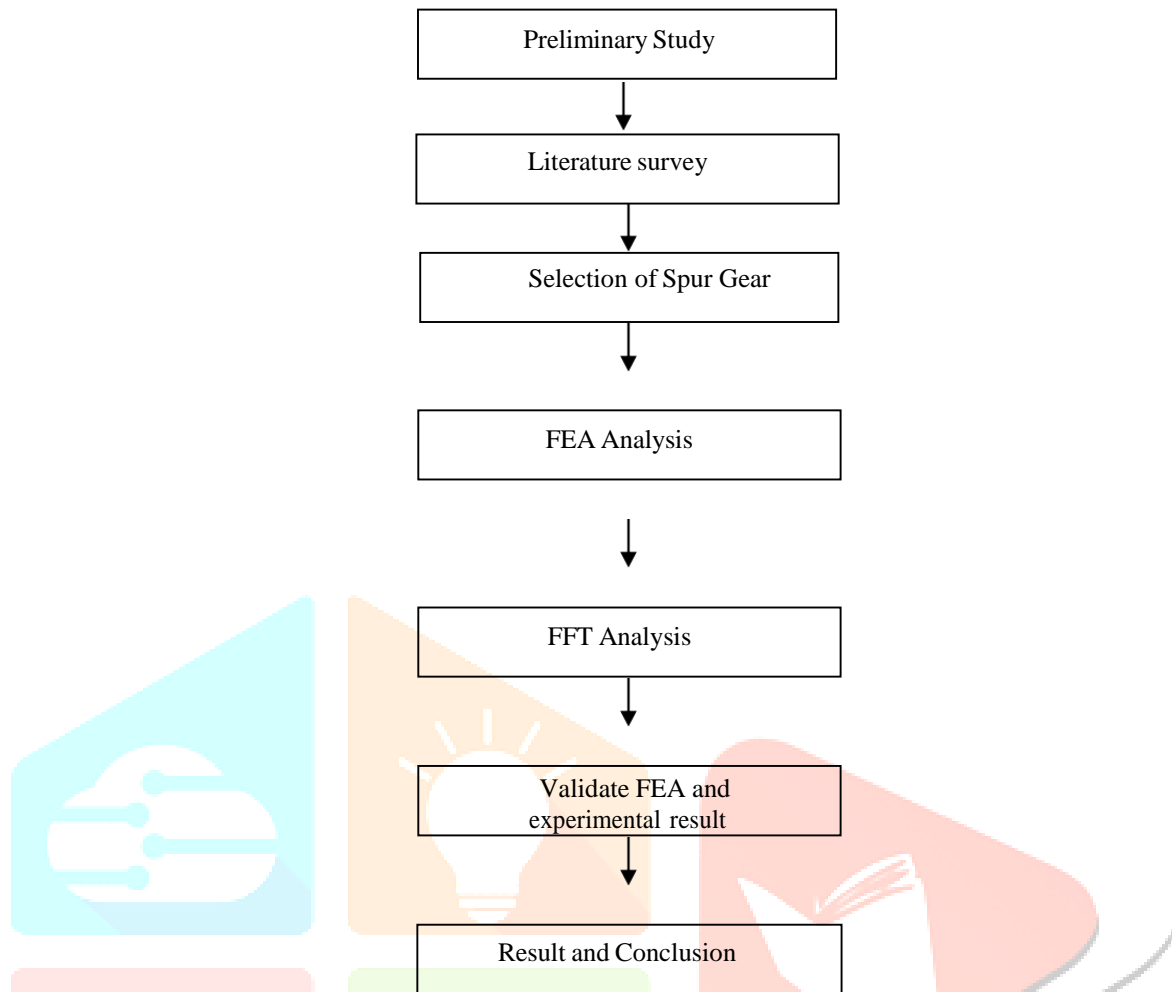 Preliminary Study
Literature survey
Selection of Spur Gear
FEA Analysis
FFT Analysis
Validate FEA and
experimental result
Result and Conclusion